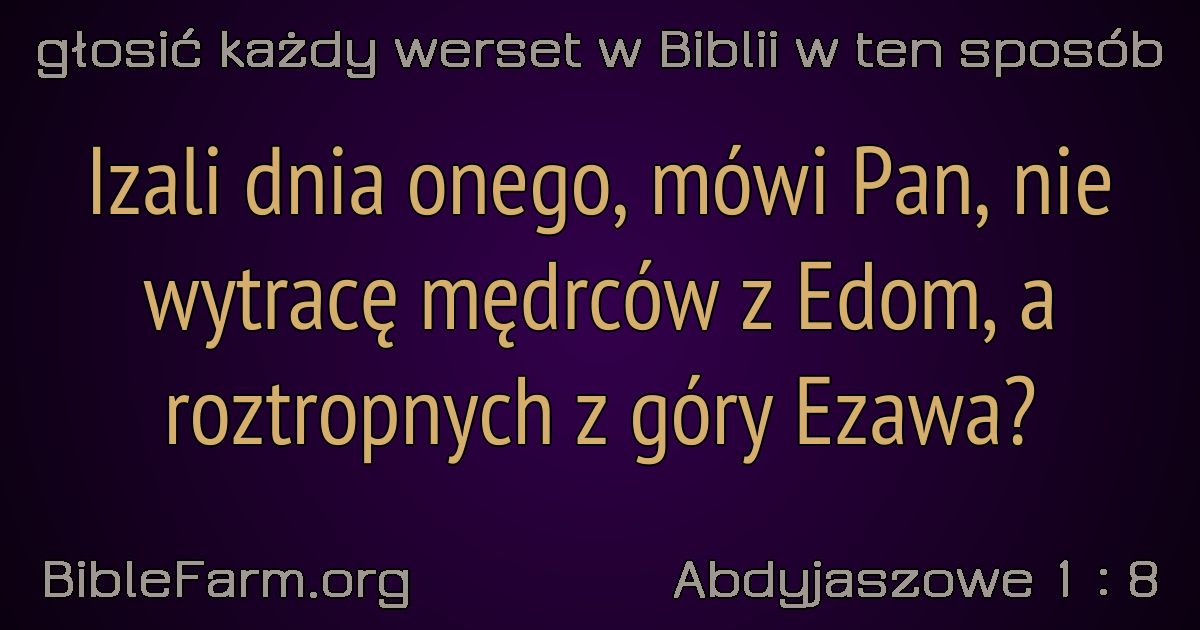 głosić każdy werset w Biblii w ten sposób
Izali dnia onego, mówi Pan, nie
wytracę mędrców z Edom, a
roztropnych z góry Ezawa?
BibleFarm.org
Abdyjaszowe 1 : 8